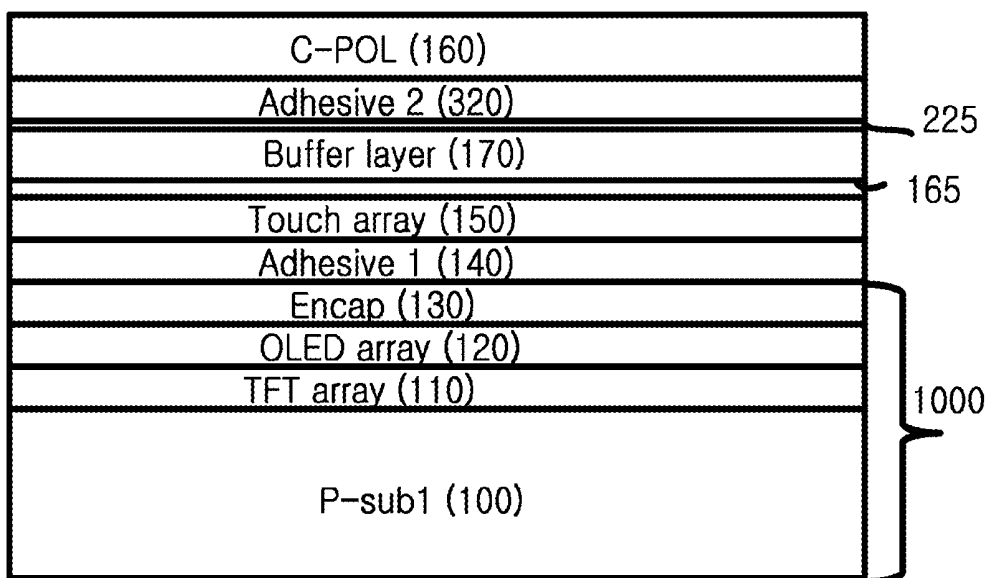 C-POL (160)
Adhesive 2 (320)
225
Buffer layer (170)
165
Touch array (150)
Adhesive 1 (140)
Encap (130)
OLED array (120)
TFT array (110)
1000
P-sub1 (100)